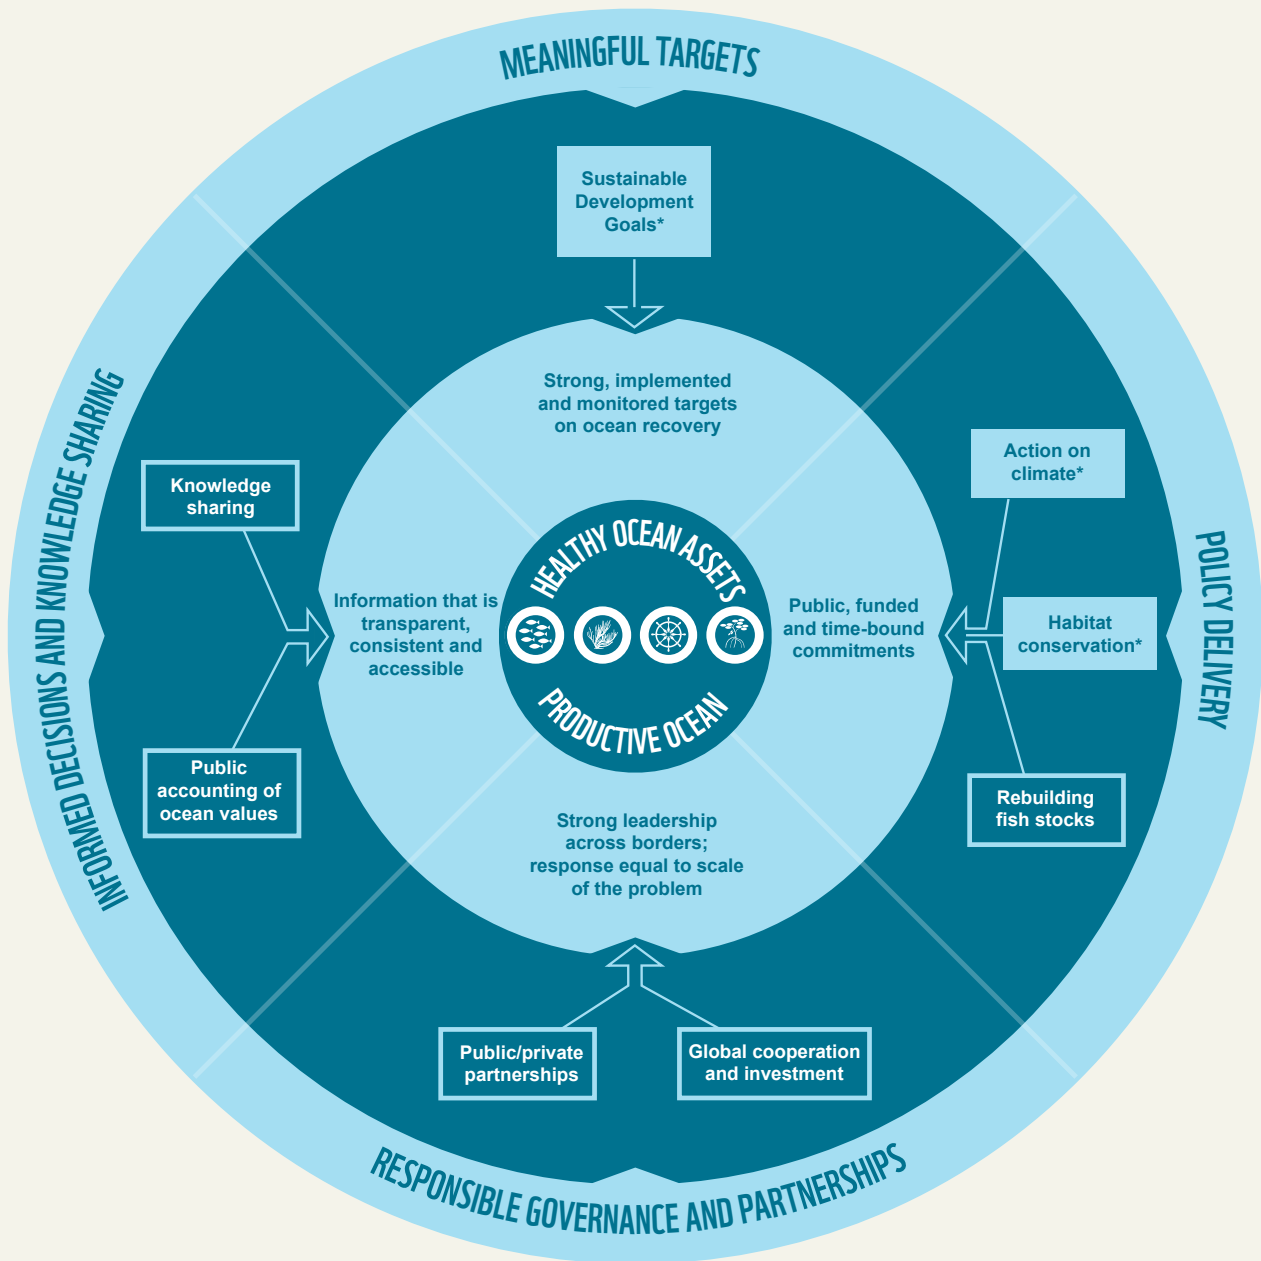 MEANINGFUL TARGETS
Sustainable
Development
Goals*
Strong, implemented
and monitored targets
on ocean recovery
INFORMED DECISIONS AND KNOWLEDGE SHARING
Knowledge
sharing
Public
accounting of
ocean values
Information that is
transparent,
consistent and
accessible
HEALTHY OCEAN ASSETS
PRODUCTIVE OCEAN
Public, funded
and time-bound
commitments
Action on
climate*
Habitat
conservation*
Rebuilding
fish stocks
POLICY DELIVERY
Strong leadership
across borders;
response equal to scale
of the problem
Public/private
partnerships
Global cooperation
and investment
RESPONSIBLE GOVERNANCE AND PARTNERSHIPS